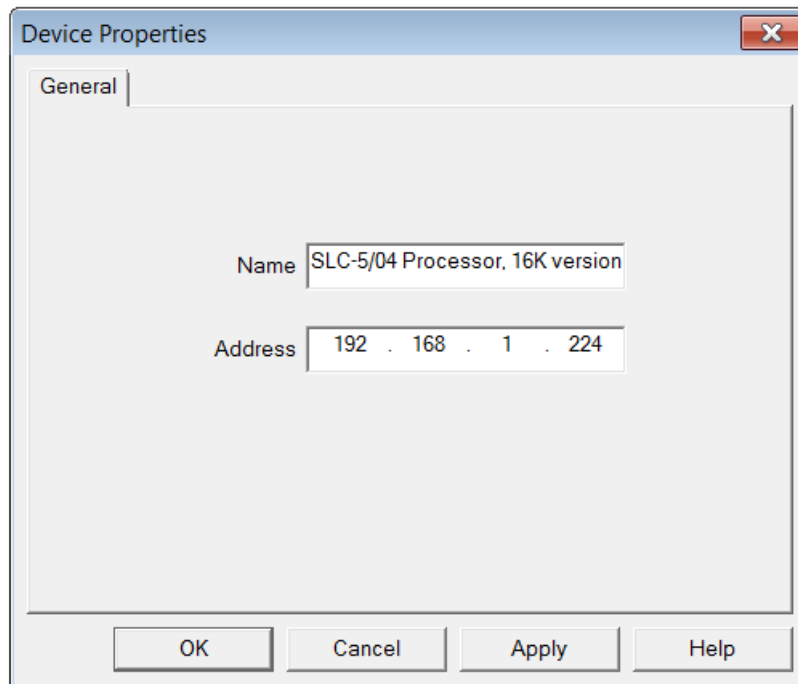 Device Properties
General
Name SLC-5/04 Processor, 16K version
Address 192 . 168 . 1 . 224
OK Cancel Apply Help